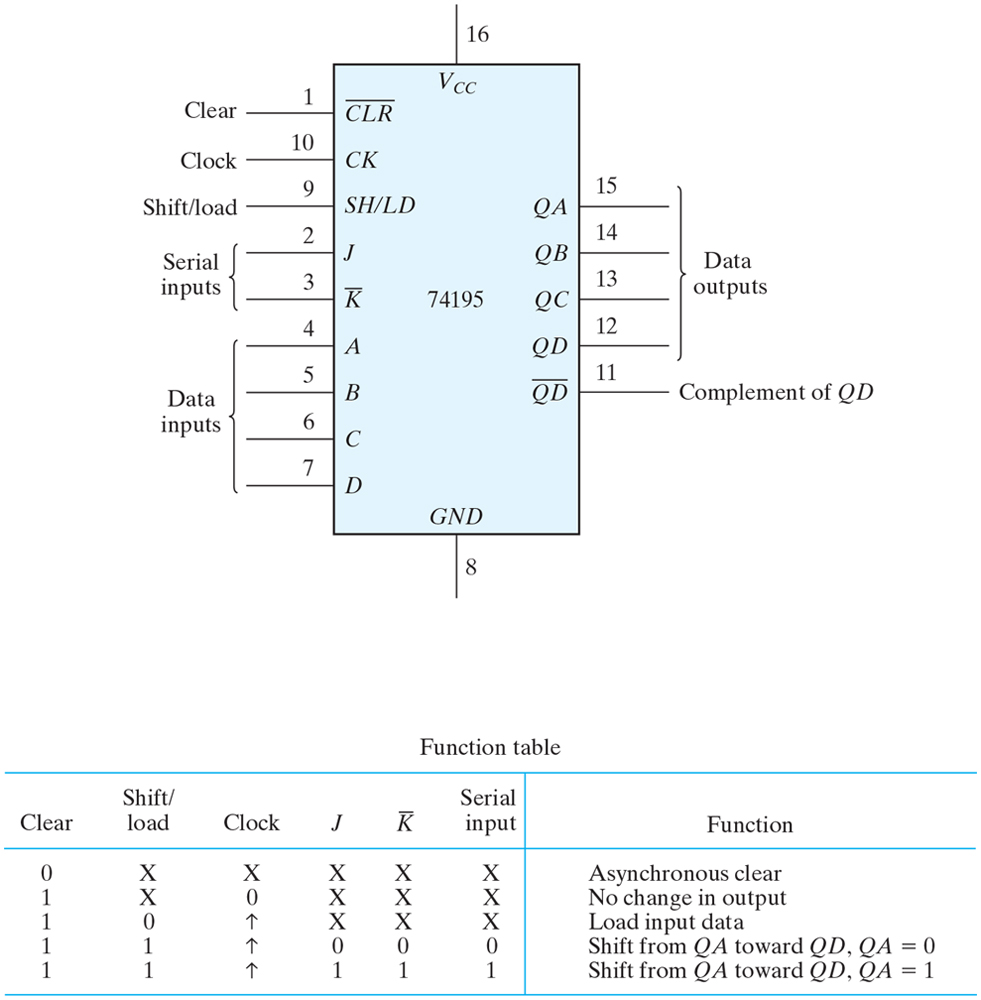 16
V_CC
Clear 1 C̅L̅R̅
Clock 10 CK
Shift/load 9 SH/LD
QA 15
Serial inputs
2 J
QB 14
3 K̅
74195
QC 13
Data outputs
4 A
QD 12
Data inputs
5 B
Q̅D̅ 11 Complement of QD
6 C
7 D
GND
8
Function table
Clear Shift/load Clock J K̅ Serial input Function
0 X X X X X Asynchronous clear
1 X 0 X X X No change in output
1 0 ↑ X X X Load input data
1 1 ↑ 0 0 0 Shift from QA toward QD, QA = 0
1 1 ↑ 1 1 1 Shift from QA toward QD, QA = 1